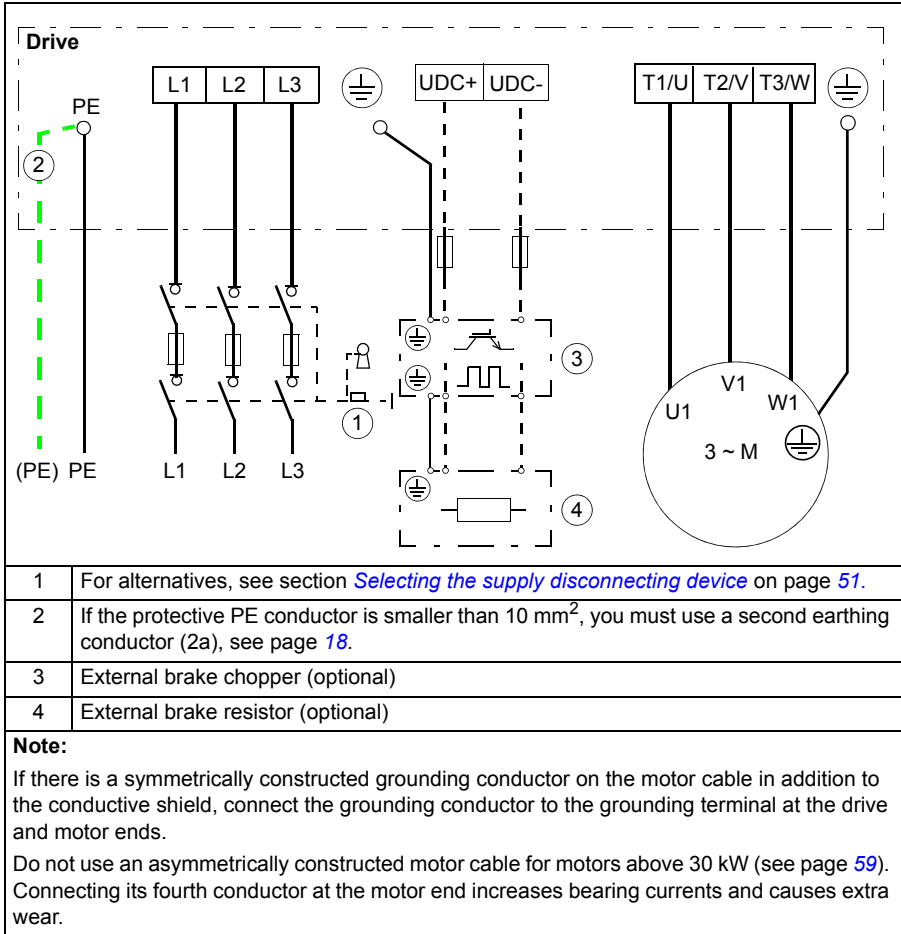 Drive
L1 L2 L3
UDC+ UDC-
T1/U T2/V T3/W
PE
2
3
1
U1
V1
W1
3 ~ M
(PE) PE
L1 L2 L3
4
1 For alternatives, see section Selecting the supply disconnecting device on page 51.
2 If the protective PE conductor is smaller than 10 mm2, you must use a second earthing
conductor (2a), see page 18.
3 External brake chopper (optional)
4 External brake resistor (optional)
Note:
If there is a symmetrically constructed grounding conductor on the motor cable in addition to
the conductive shield, connect the grounding conductor to the grounding terminal at the drive
and motor ends.
Do not use an asymmetrically constructed motor cable for motors above 30 kW (see page 59).
Connecting its fourth conductor at the motor end increases bearing currents and causes extra
wear.